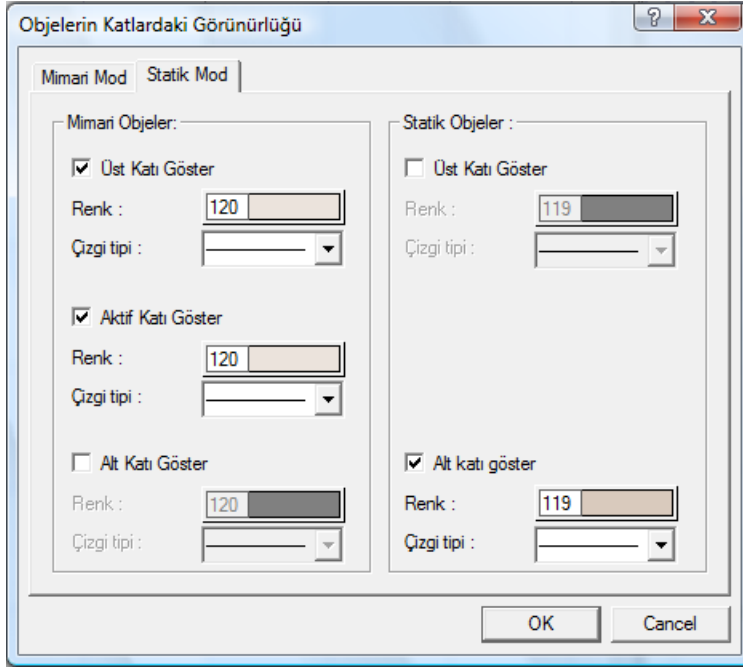 Objelerin Katlardaki Görünürlüğü
?
X
Mimari Mod
Statik Mod
Mimari Objeler:
Üst Katı Göster
Renk :
120
Çizgi tipi :
Aktif Katı Göster
Renk :
120
Çizgi tipi :
Alt Katı Göster
Renk :
120
Çizgi tipi :
Statik Objeler :
Üst Katı Göster
Renk :
119
Çizgi tipi :
Alt katı göster
Renk :
119
Çizgi tipi :
OK
Cancel